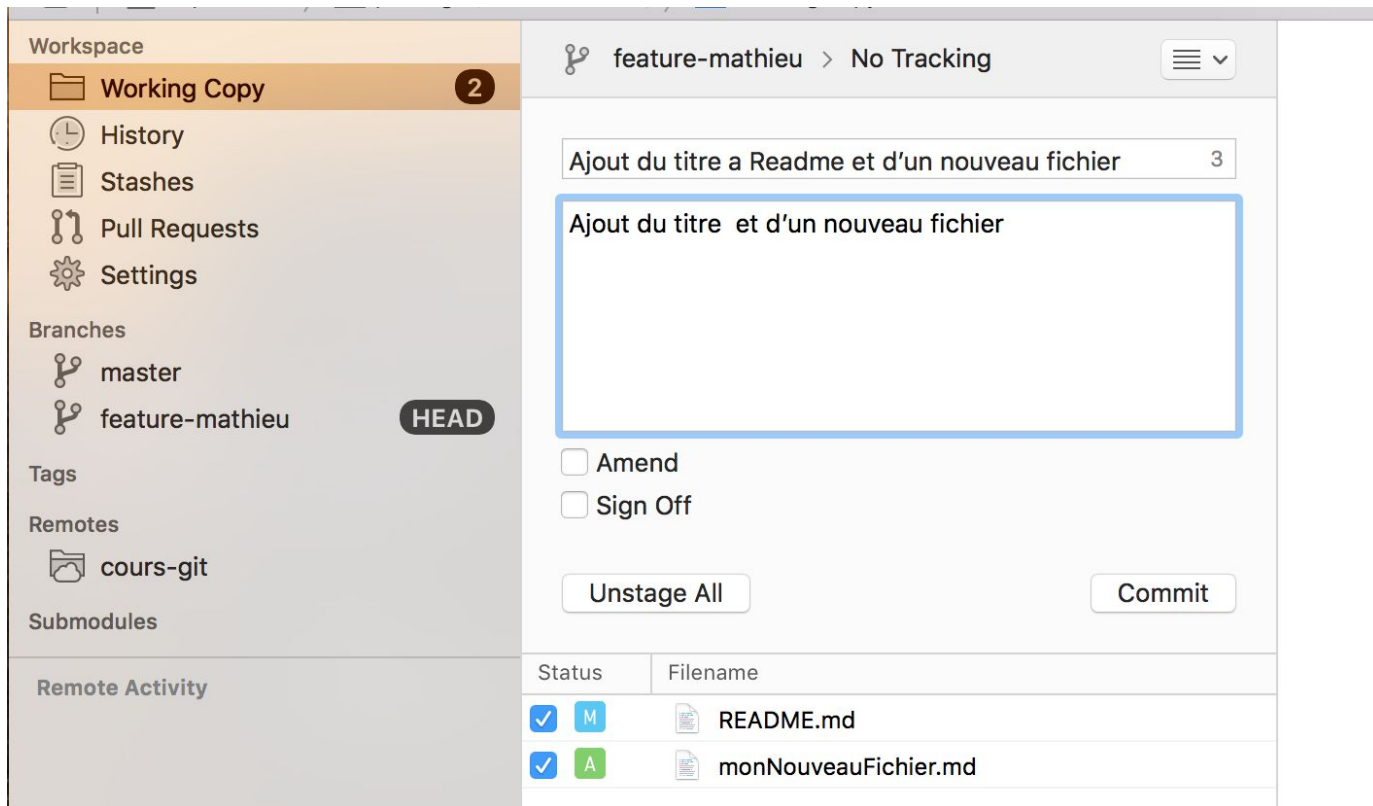 Workspace
Working Copy 2
History
Stashes
Pull Requests
Settings
Branches
master
feature-mathieu HEAD
Tags
Remotes
cours-git
Submodules
Remote Activity
feature-mathieu > No Tracking
Ajout du titre a Readme et d’un nouveau fichier 3
Ajout du titre  et d’un nouveau fichier
Amend
Sign Off
Unstage All Commit
Status Filename
M README.md
A monNouveauFichier.md